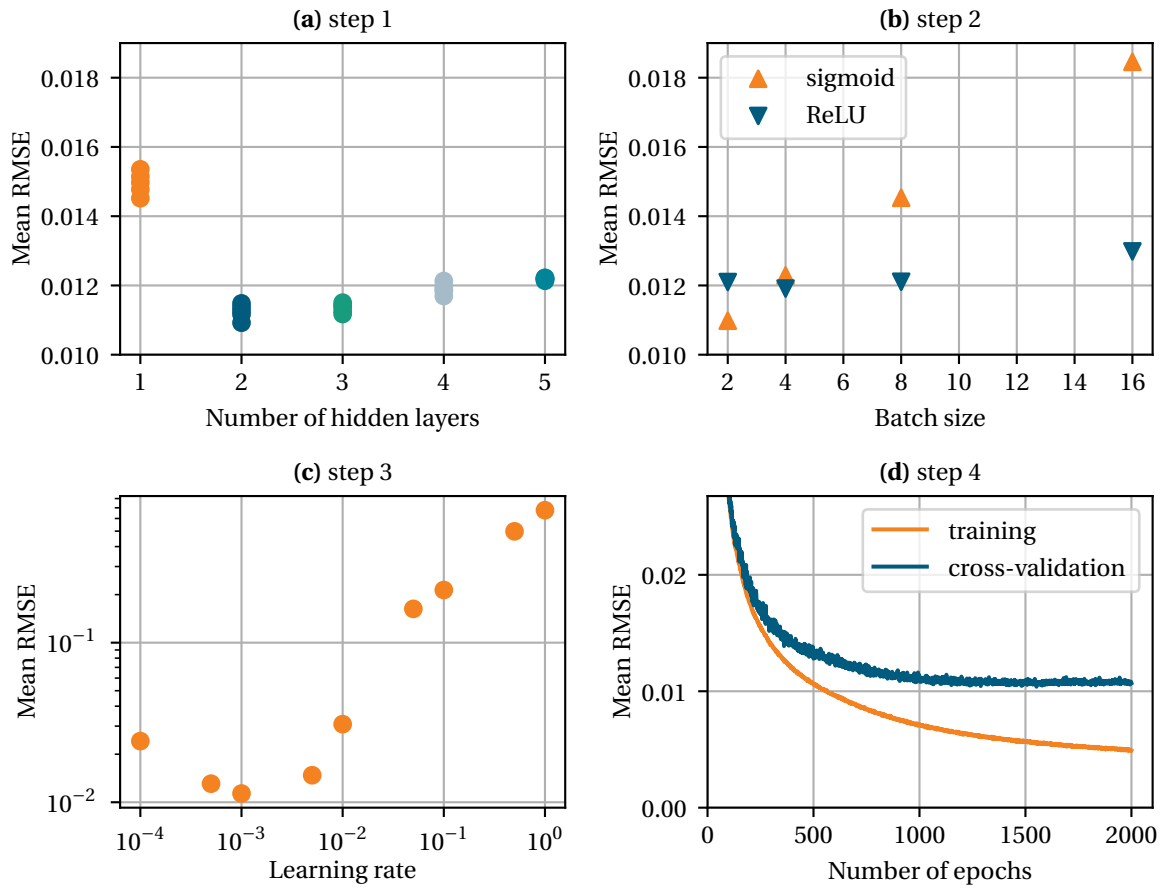 (a) step 1
Mean RMSE
0.018
0.016
0.014
0.012
0.010
1 2 3 4 5
Number of hidden layers
(b) step 2
Mean RMSE
0.018
0.016
0.014
0.012
0.010
sigmoid
ReLU
2 4 6 8 10 12 14 16
Batch size
(c) step 3
Mean RMSE
10⁻¹
10⁻²
10⁻⁴ 10⁻³ 10⁻² 10⁻¹ 10⁰
Learning rate
(d) step 4
Mean RMSE
0.02
0.01
0.00
training
cross-validation
0 500 1000 1500 2000
Number of epochs